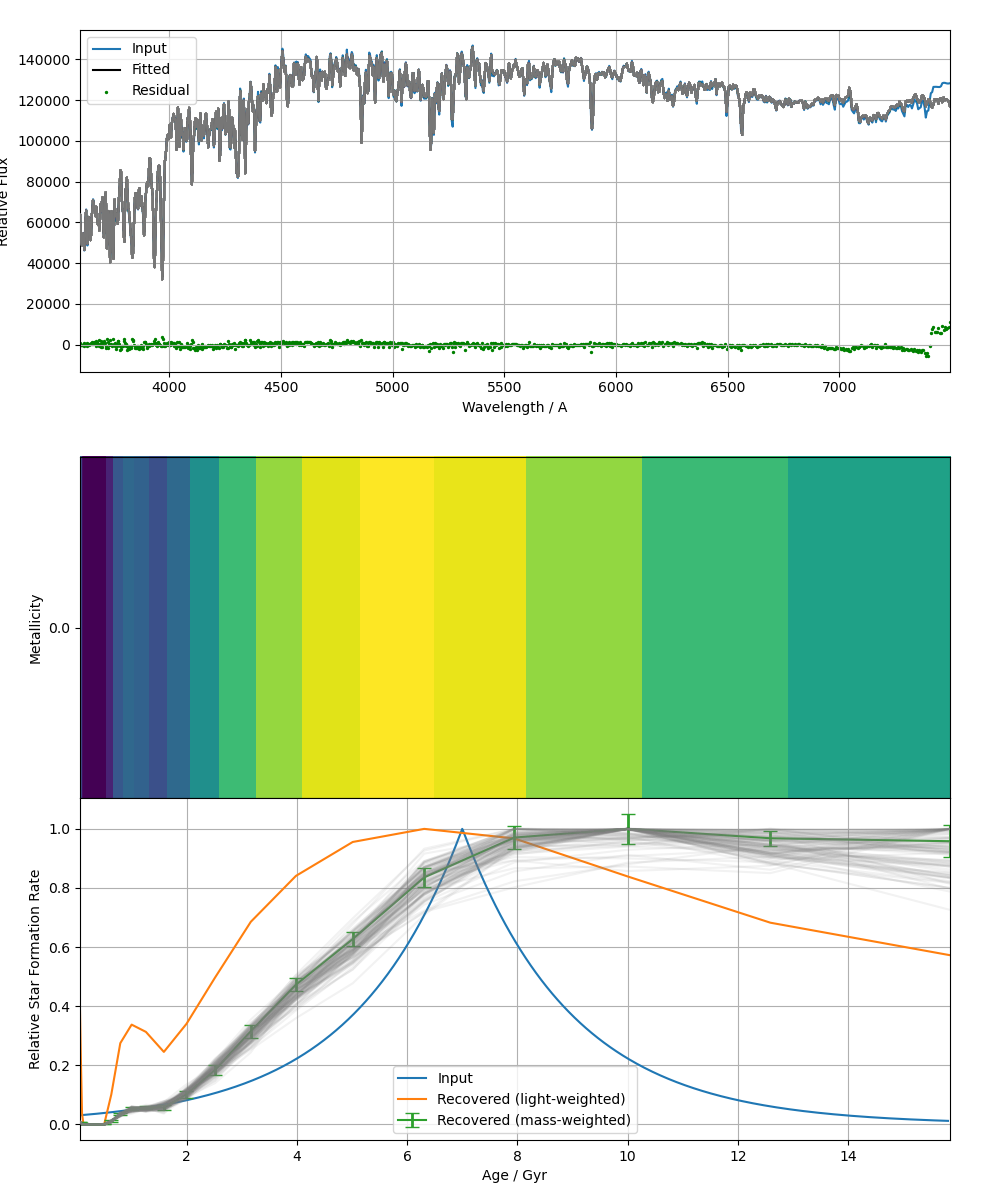 Input
Fitted
Residual
Relative Flux
140000
120000
100000
80000
60000
40000
20000
0
4000 4500 5000 5500 6000 6500 7000
Wavelength / A
Metallicity
0.0
Relative Star Formation Rate
1.0
0.8
0.6
0.4
0.2
0.0
Input
Recovered (light-weighted)
Recovered (mass-weighted)
2 4 6 8 10 12 14
Age / Gyr